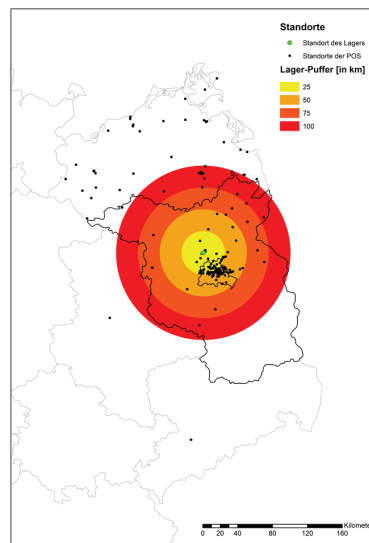 Standorte
Standort des Lagers
Standorte der POS
Lager-Puffer [in km]
25
50
75
100
Kilomete
0 10 20 40 80 120 160